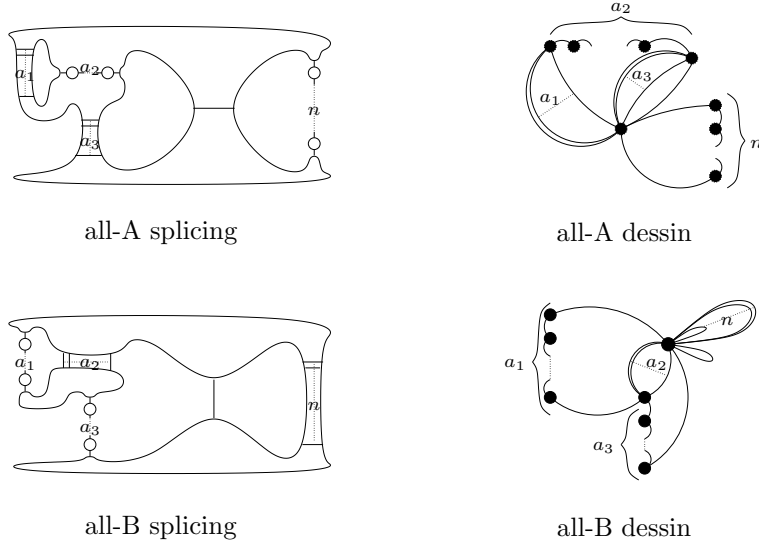 a₂
a₁ a₂
a₃
a₁
n
a₃
n
all-A splicing all-A dessin
n
a₁ a₂ a₁ a₂
n
a₃ a₃
all-B splicing all-B dessin